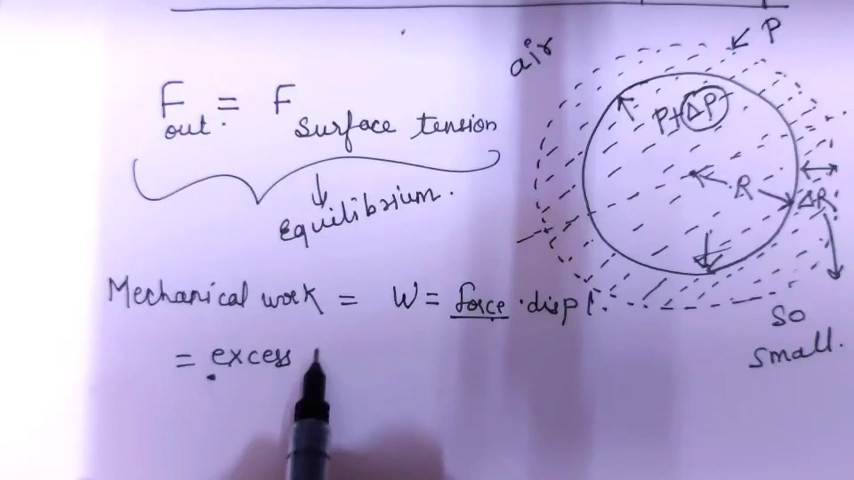 F out = F surface tension
Equilibrium.
Mechanical work = W = force · displ.
= excess
air
P
P+ΔP
R
ΔR
so
small.